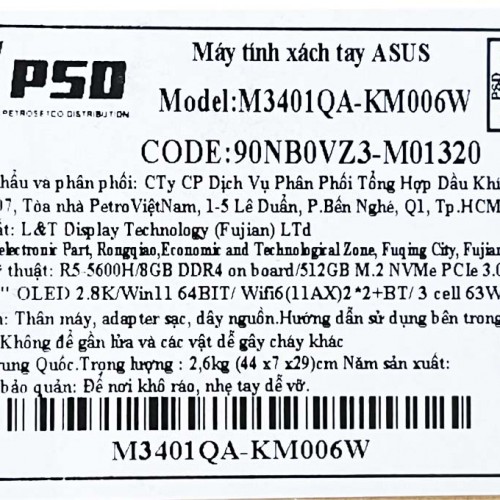 PSD
PETROSETCO DISTRIBUTION
Máy tính xách tay ASUS
Model:M3401QA-KM006W
PSD
CODE:90NB0VZ3-M01320
hẩu và phân phối: CTy CP Dịch Vụ Phân Phối Tổng Hợp Dầu Khí
07, Tòa nhà PetroViệtNam, 1-5 Lê Duẩn, P.Bến Nghé, Q1, Tp.HCM
ất: L&T Display Technology (Fujian) LTd
electronic Part, Rongqiao,Economic and Technological Zone, Fuqing City, Fujian
thuật: R5-5600H/8GB DDR4 on board/512GB M.2 NVMe PCIe 3.0
" OLED 2.8K/Win11 64BIT/ Wifi6(11AX)2*2+BT/ 3 cell 63W
n: Thân máy, adapter sạc, dây nguồn.Hướng dẫn sử dụng bên trong
Không để gần lửa và các vật dễ gây cháy khác
rung Quốc.Trọng lượng : 2,6kg (44 x7 x29)cm Năm sản xuất:
bảo quản: Để nơi khô ráo, nhẹ tay dễ vỡ.
M3401QA-KM006W